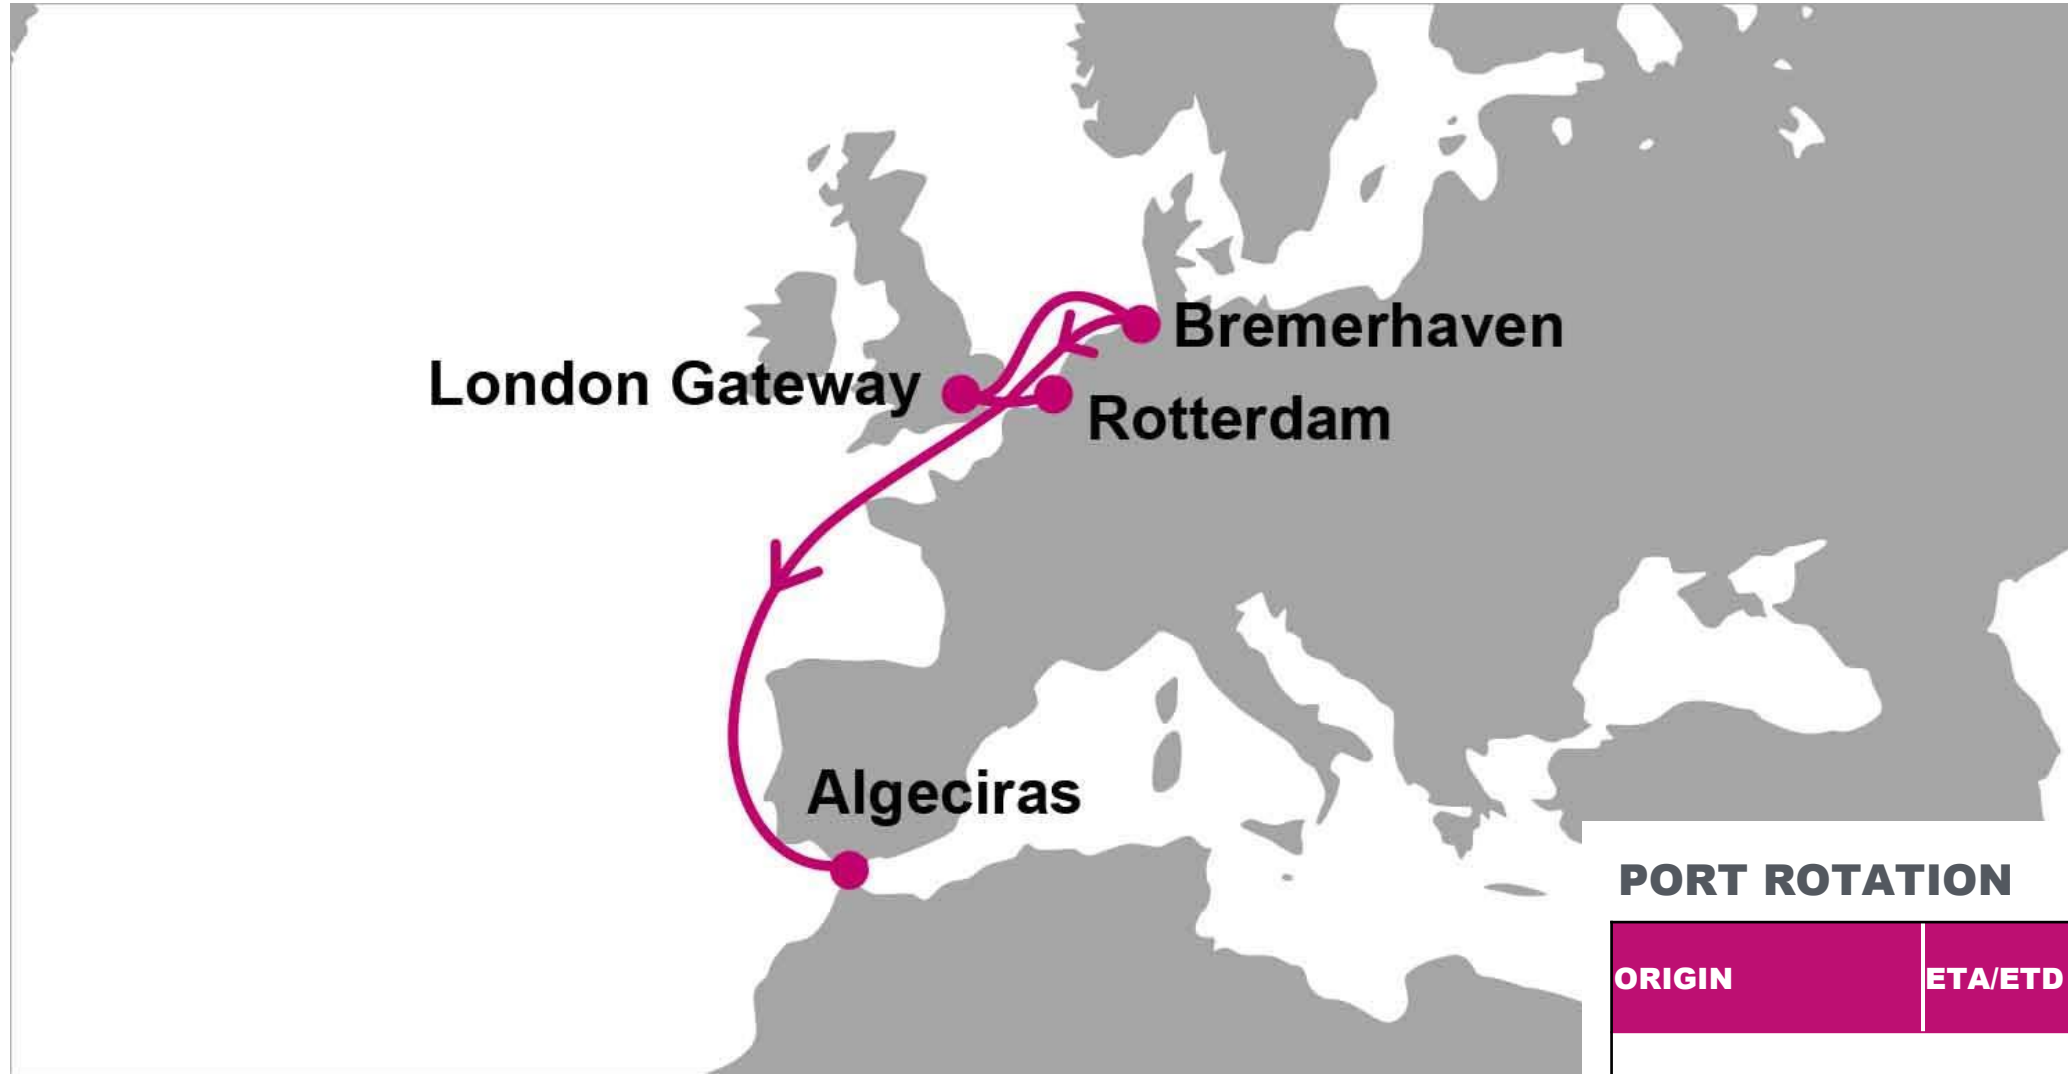 Bremerhaven
London Gateway
Rotterdam
Algeciras
PORT ROTATION
ORIGIN
ETA/ETD